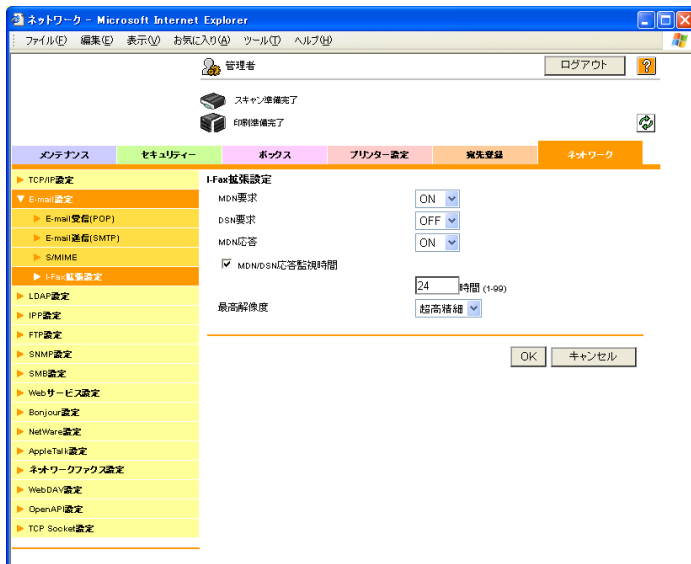 ネットワーク - Microsoft Internet Explorer
ファイル(F) 編集(E) 表示(V) お気に入り(A) ツール(T) ヘルプ(H)
管理者
ログアウト
?
スキャン準備完了
印刷準備完了
メンテナンス セキュリティー ボックス プリンター設定 宛先登録 ネットワーク
TCP/IP設定
E-mail設定
E-mail受信(POP)
E-mail送信(SMTP)
S/MIME
I-Fax拡張設定
LDAP設定
IPP設定
FTP設定
SNMP設定
SMB設定
Webサービス設定
Bonjour設定
NetWare設定
AppleTalk設定
ネットワークファクス設定
WebDAV設定
OpenAPI設定
TCP Socket設定
I-Fax拡張設定
MDN要求 ON
DSN要求 OFF
MDN応答 ON
MDN/DSN応答監視時間
24 時間 (1-99)
最高解像度 超高精細
OK キャンセル